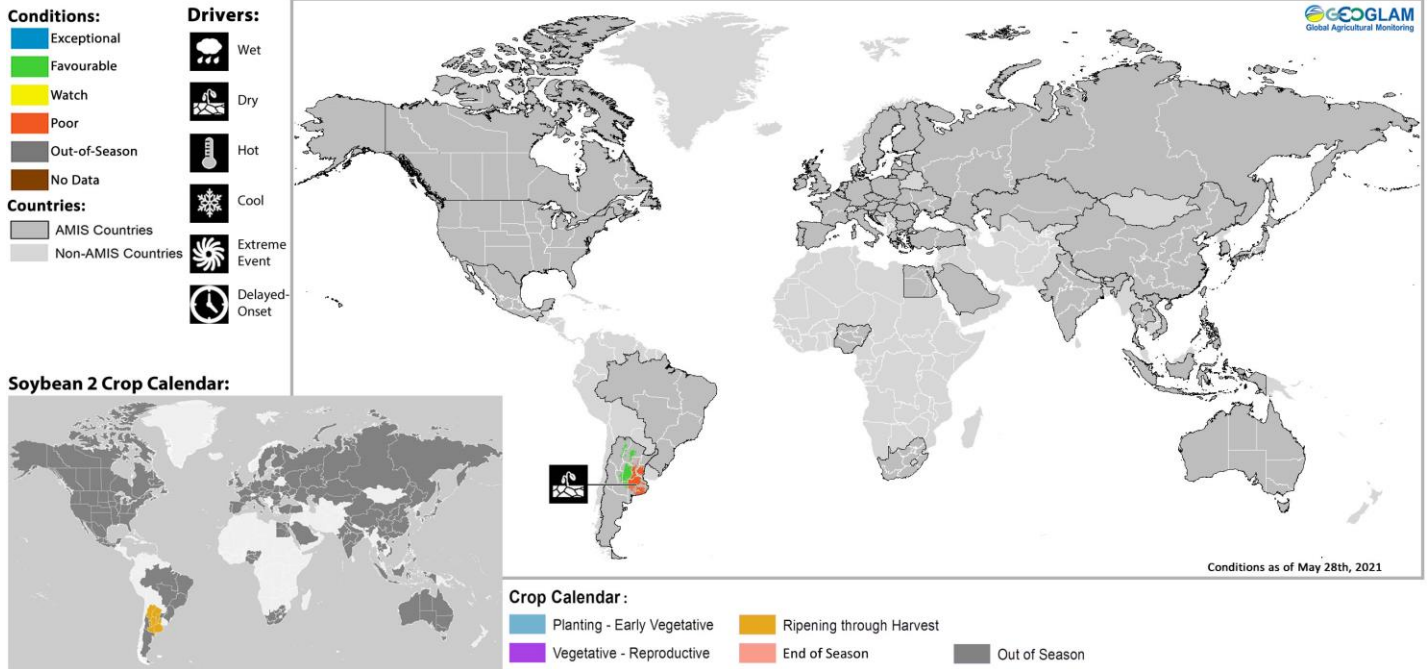 Conditions:
Exceptional
Favourable
Watch
Poor
Out-of-Season
No Data
Countries:
AMIS Countries
Non-AMIS Countries
Drivers:
Wet
Dry
Hot
Cool
Extreme
Event
Delayed-
Onset
GEOGLAM
Global Agricultural Monitoring
Conditions as of May 28th, 2021
Soybean 2 Crop Calendar:
Crop Calendar :
Planting - Early Vegetative
Vegetative - Reproductive
Ripening through Harvest
End of Season
Out of Season